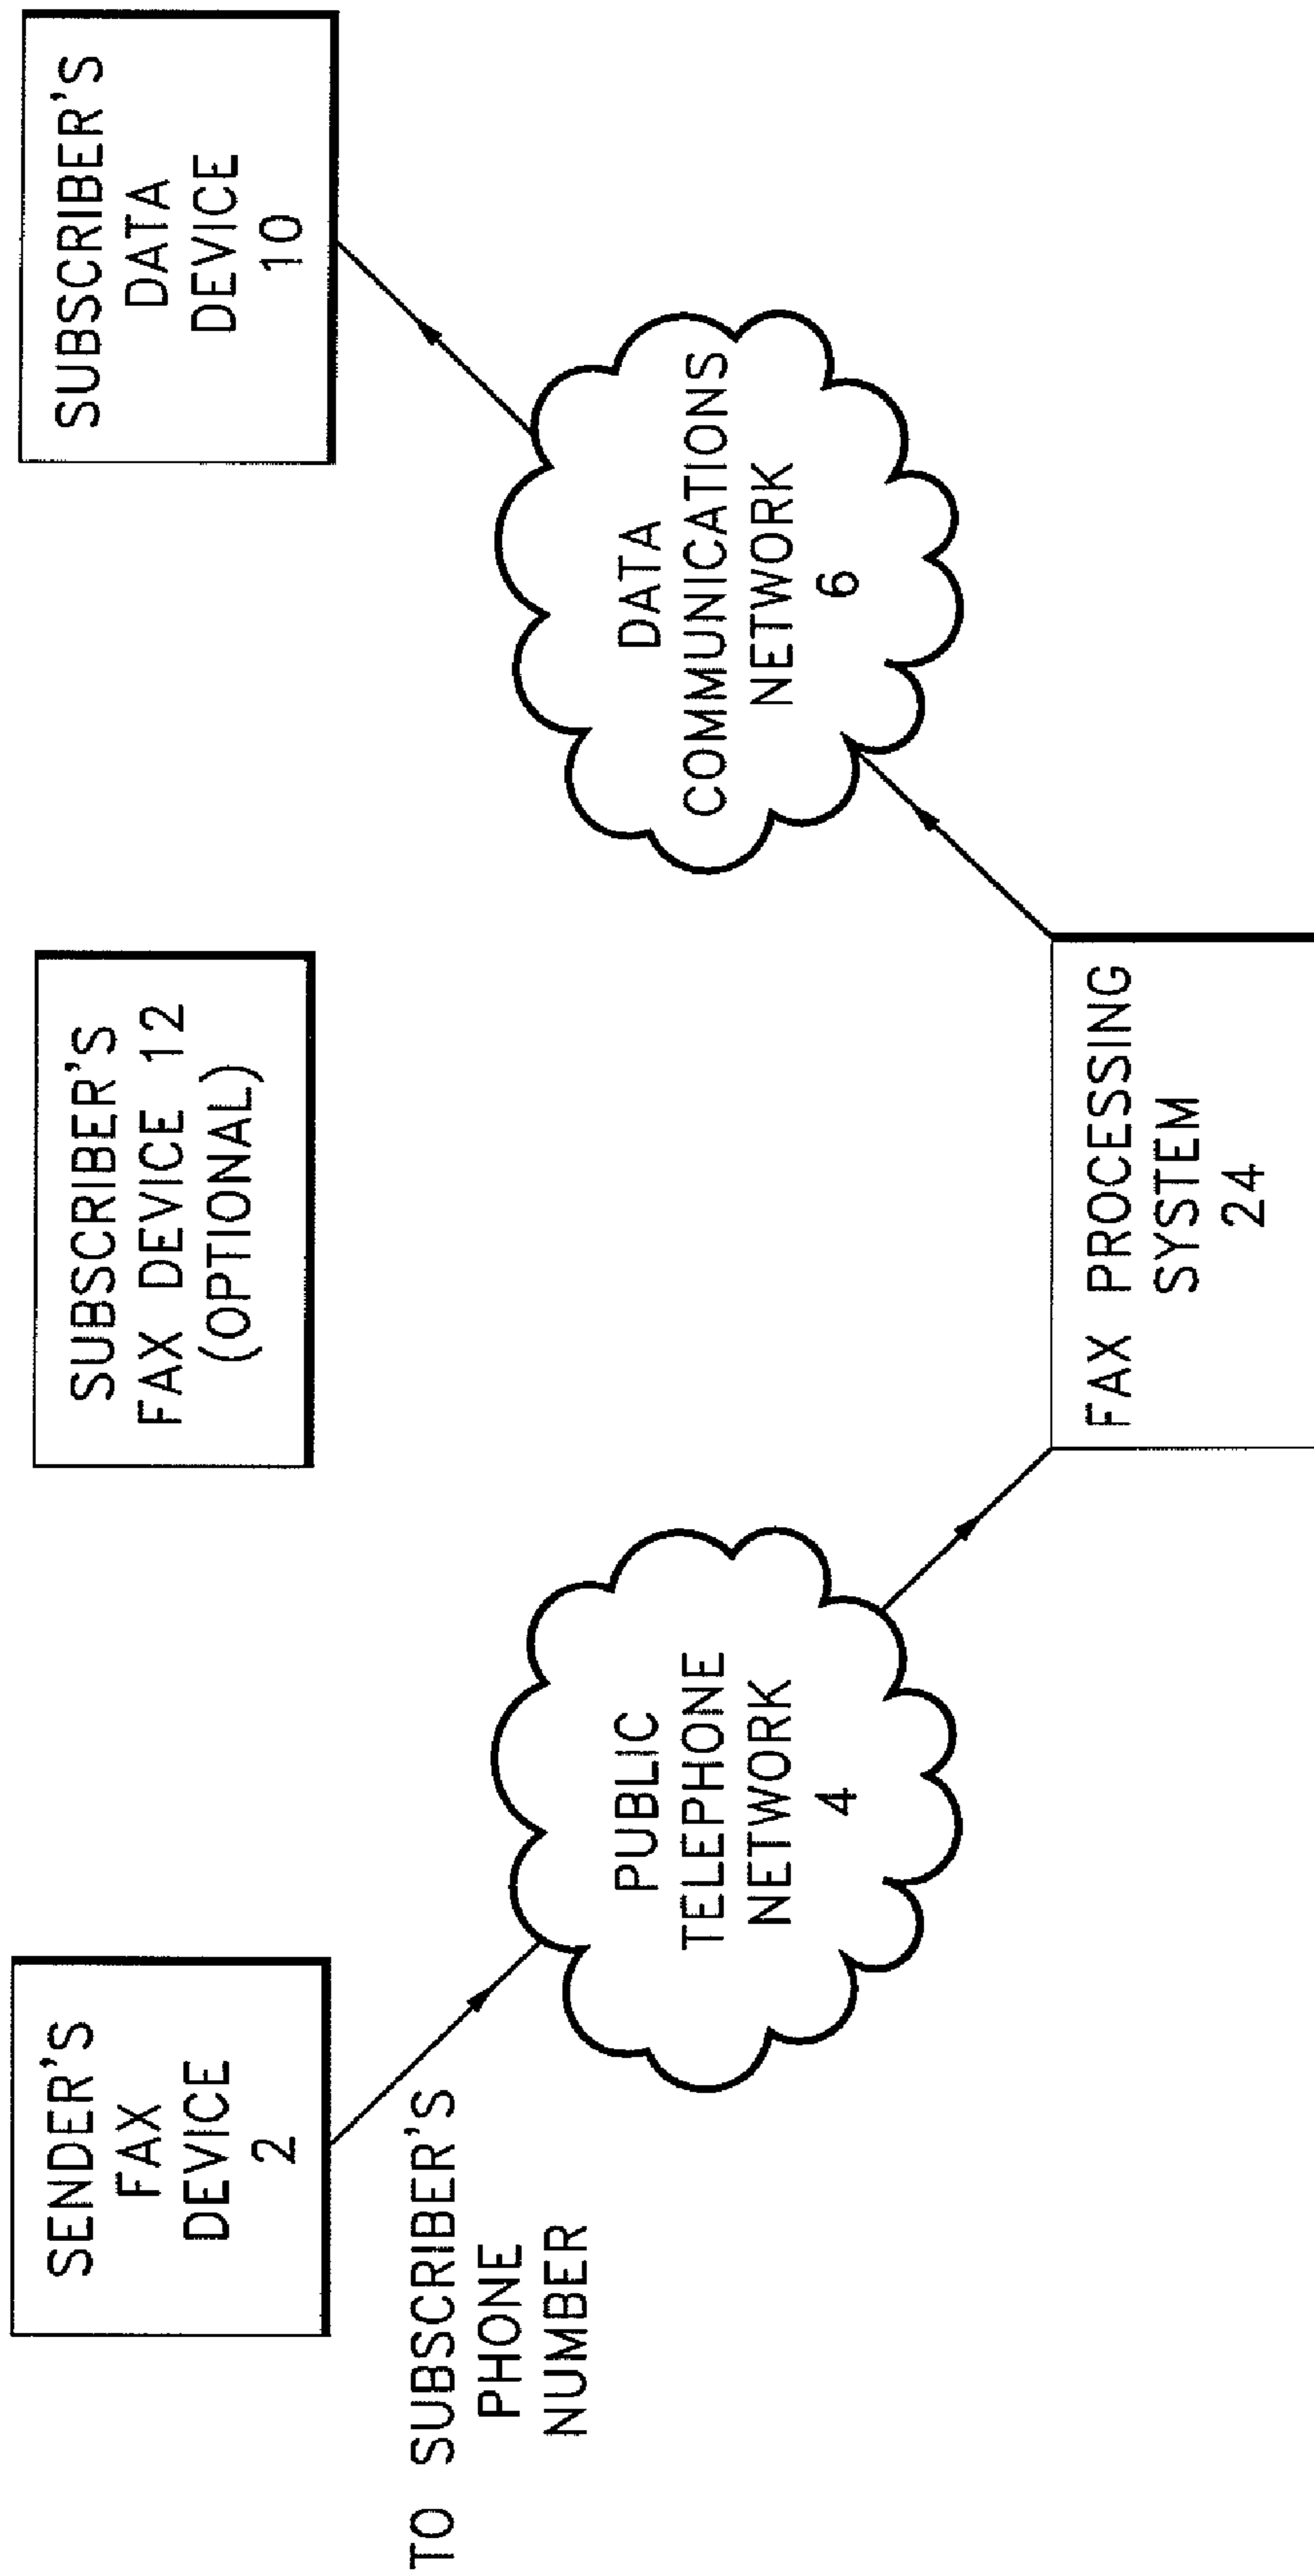 SENDER'S
FAX
DEVICE
2
TO SUBSCRIBER'S
PHONE
NUMBER
PUBLIC
TELEPHONE
NETWORK
4
SUBSCRIBER'S
FAX DEVICE 12
(OPTIONAL)
FAX PROCESSING
SYSTEM
24
DATA
COMMUNICATIONS
NETWORK
6
SUBSCRIBER'S
DATA
DEVICE
10